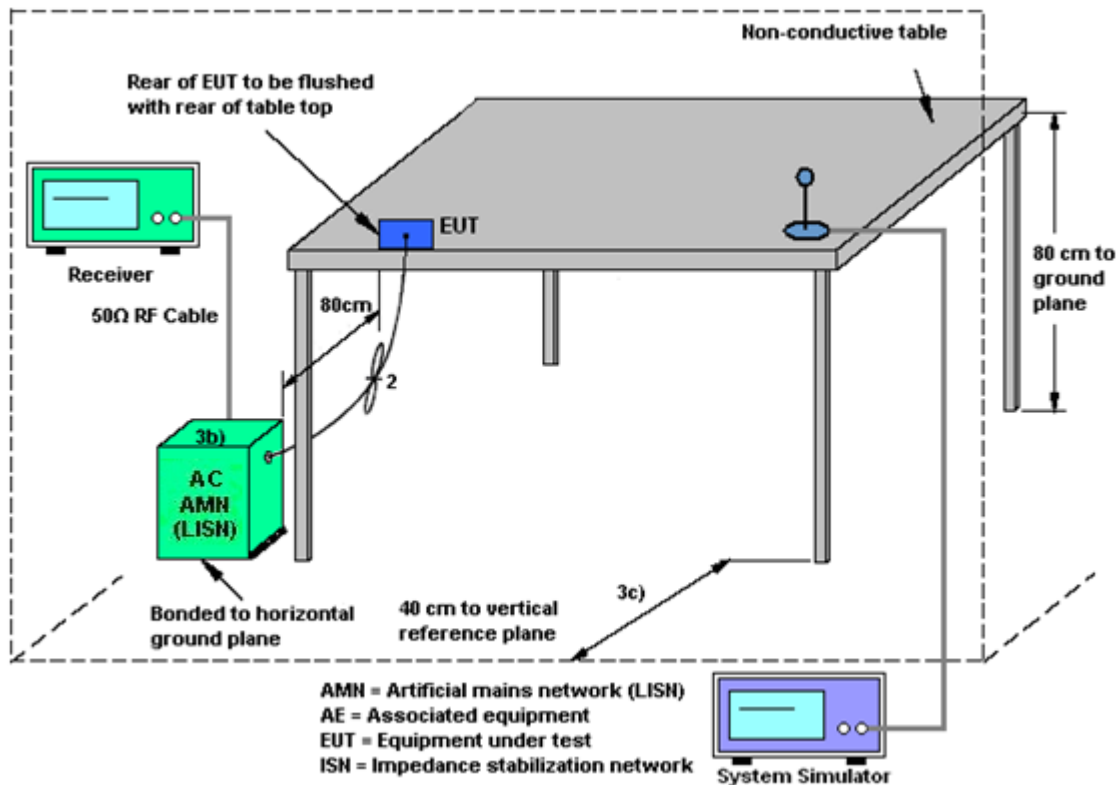 Non-conductive table
Rear of EUT to be flushed
with rear of table top
EUT
Receiver
80 cm to
ground
plane
80cm
50Ω RF Cable
2
3b)
AC
AMN
(LISN)
3c)
Bonded to horizontal
ground plane
40 cm to vertical
reference plane
AMN = Artificial mains network (LISN)
AE = Associated equipment
EUT = Equipment under test
ISN = Impedance stabilization network
System Simulator